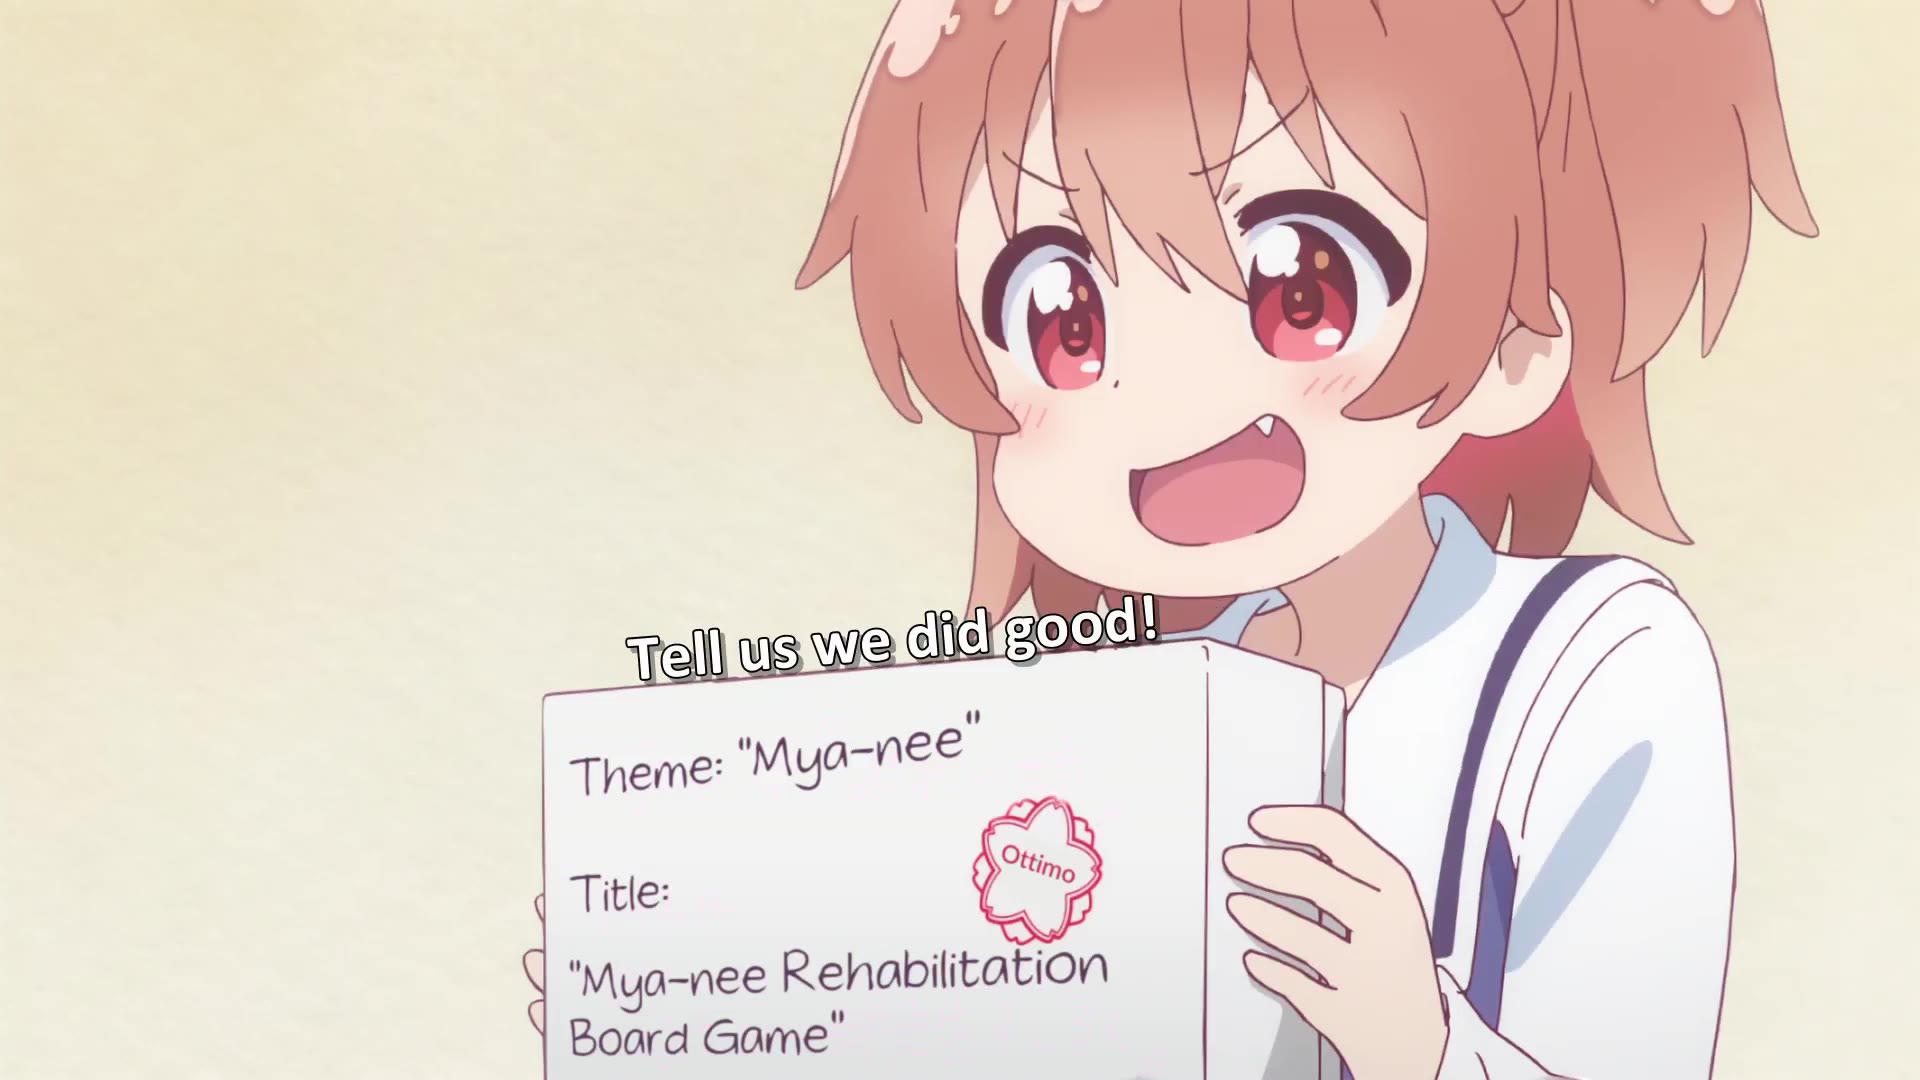 Tell us we did good!
Theme: "Mya-nee"
Ottimo
Title:
"Mya-nee Rehabilitation
Board Game"